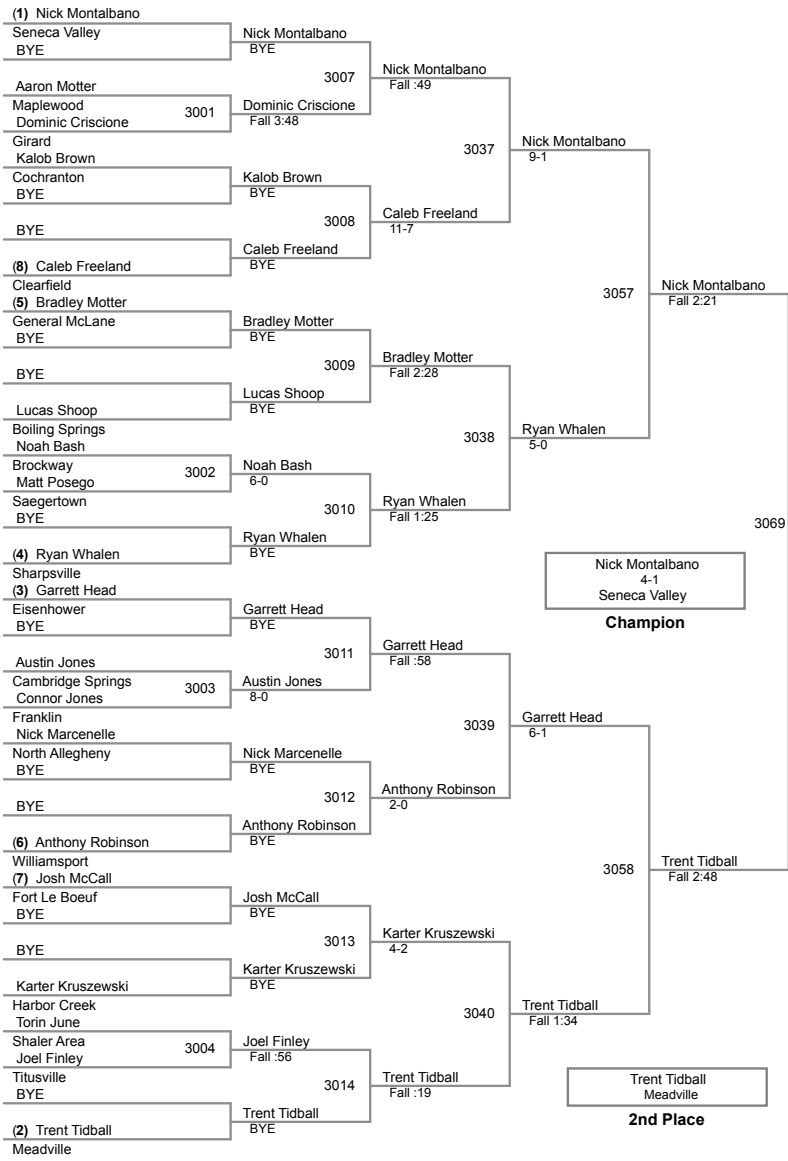 (1) Nick Montalbano
Seneca Valley
BYE
Aaron Motter
Maplewood
Dominic Criscione
Girard
Kalob Brown
Cochranton
BYE
BYE
(8) Caleb Freeland
Clearfield
(5) Bradley Motter
General McLane
BYE
BYE
Lucas Shoop
Boiling Springs
Noah Bash
Brockway
Matt Posego
Saegertown
BYE
(4) Ryan Whalen
Sharpsville
(3) Garrett Head
Eisenhower
BYE
Austin Jones
Cambridge Springs
Connor Jones
Franklin
Nick Marcenelle
North Allegheny
BYE
BYE
(6) Anthony Robinson
Williamsport
(7) Josh McCall
Fort Le Boeuf
BYE
BYE
Karter Kruszewski
Harbor Creek
Torin June
Shaler Area
Joel Finley
Titusville
BYE
(2) Trent Tidball
Meadville
3001
3002
3003
3004
Nick Montalbano
BYE
Dominic Criscione
Fall 3:48
Kalob Brown
BYE
Caleb Freeland
BYE
Bradley Motter
BYE
Lucas Shoop
BYE
Noah Bash
6-0
Ryan Whalen
BYE
Garrett Head
BYE
Austin Jones
8-0
Nick Marcenelle
BYE
Anthony Robinson
BYE
Josh McCall
BYE
Karter Kruszewski
BYE
Joel Finley
Fall :56
Trent Tidball
BYE
3007
3008
3009
3010
3011
3012
3013
3014
Nick Montalbano
Fall :49
Caleb Freeland
11-7
Bradley Motter
Fall 2:28
Ryan Whalen
Fall 1:25
Garrett Head
Fall :58
Anthony Robinson
2-0
Karter Kruszewski
4-2
Trent Tidball
Fall :19
3037
3038
3039
3040
Nick Montalbano
9-1
Ryan Whalen
5-0
Garrett Head
6-1
Trent Tidball
Fall 1:34
3057
3058
Nick Montalbano
Fall 2:21
Trent Tidball
Fall 2:48
3069
Nick Montalbano
4-1
Seneca Valley
Champion
Trent Tidball
Meadville
2nd Place